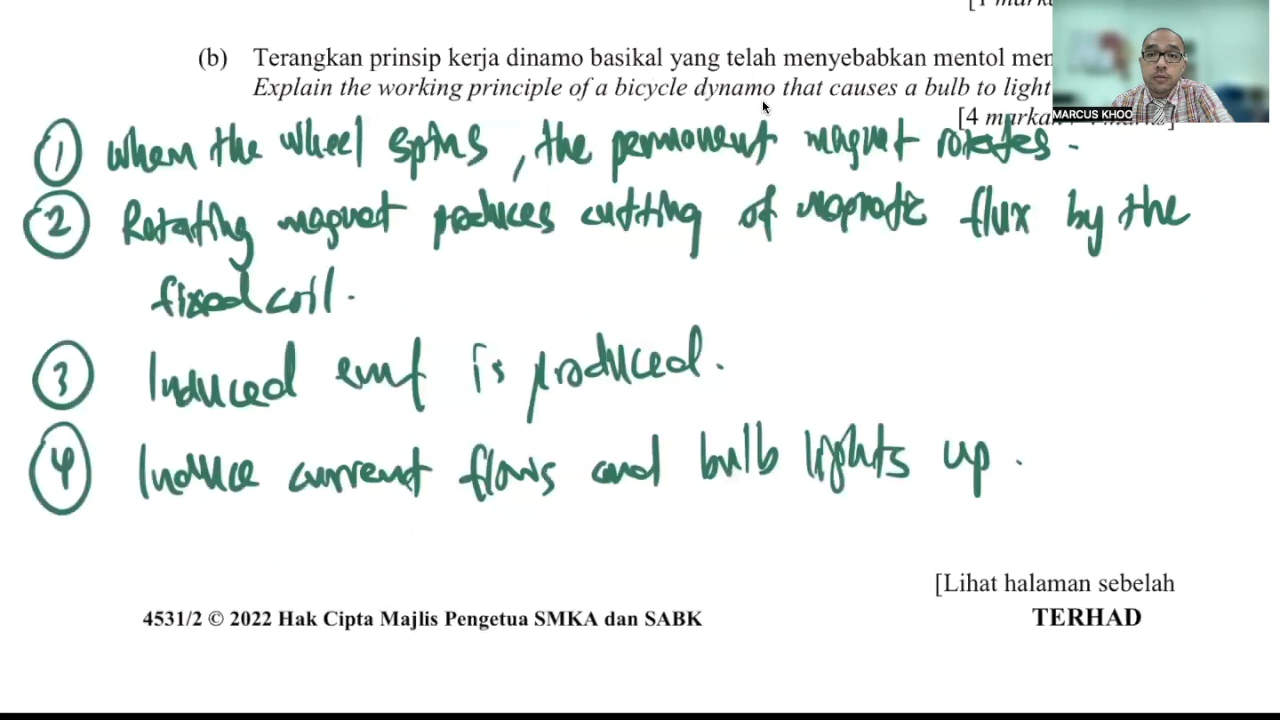 (b) Terangkan prinsip kerja dinamo basikal yang telah menyebabkan mentol men
Explain the working principle of a bicycle dynamo that causes a bulb to light
[4 markah
MARCUS KHOO
① When the wheel spins, the permanent magnet rotates.
② Rotating magnet produces cutting of magnetic flux by the
fixed coil.
③ Induced emf is produced.
④ Induce current flows and bulb lights up.
[Lihat halaman sebelah
4531/2 © 2022 Hak Cipta Majlis Pengetua SMKA dan SABK
TERHAD